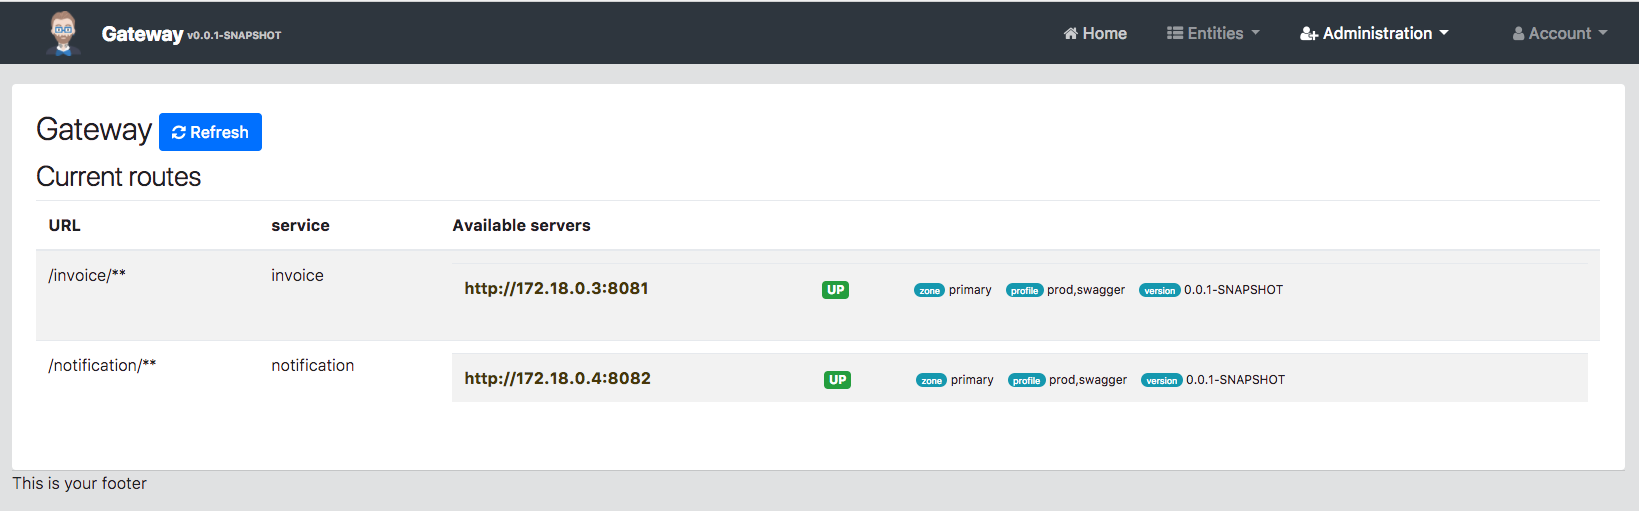 Gateway v0.0.1-SNAPSHOT Home Entities Administration Account
Gateway Refresh
Current routes
URL service Available servers
/invoice/** invoice http://172.18.0.3:8081 UP zone primary profile prod,swagger version 0.0.1-SNAPSHOT
/notification/** notification http://172.18.0.4:8082 UP zone primary profile prod,swagger version 0.0.1-SNAPSHOT
This is your footer